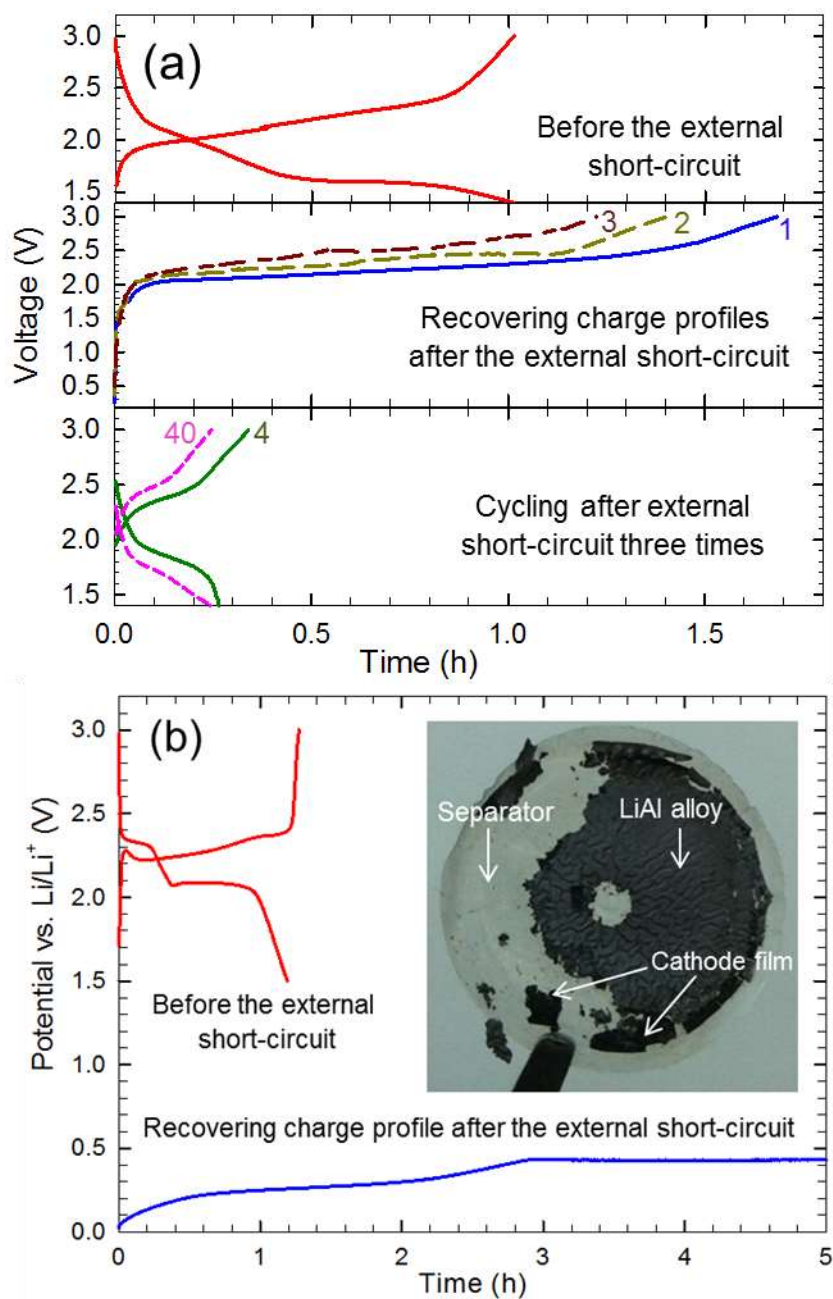 (a)
3.0
2.5
2.0
1.5
Before the external
short-circuit
3.0
2.5
2.0
1.5
1.0
0.5
3
2
1
Recovering charge profiles
after the external short-circuit
3.0
2.5
2.0
1.5
40
4
Cycling after external
short-circuit three times
Voltage (V)
0.0 0.5 1.0 1.5
Time (h)
(b)
3.0
2.5
2.0
1.5
1.0
0.5
0.0
Potential vs. Li/Li⁺ (V)
Separator
LiAl alloy
Cathode film
Before the external
short-circuit
Recovering charge profile after the external short-circuit
0 1 2 3 4 5
Time (h)